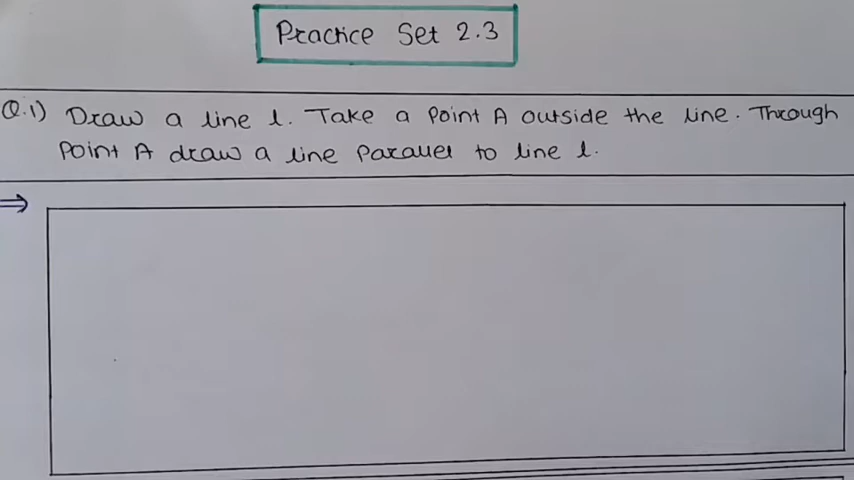 Practice Set 2.3
Q.1) Draw a line l. Take a point A outside the line. Through
point A draw a line parallel to line l.
⇒